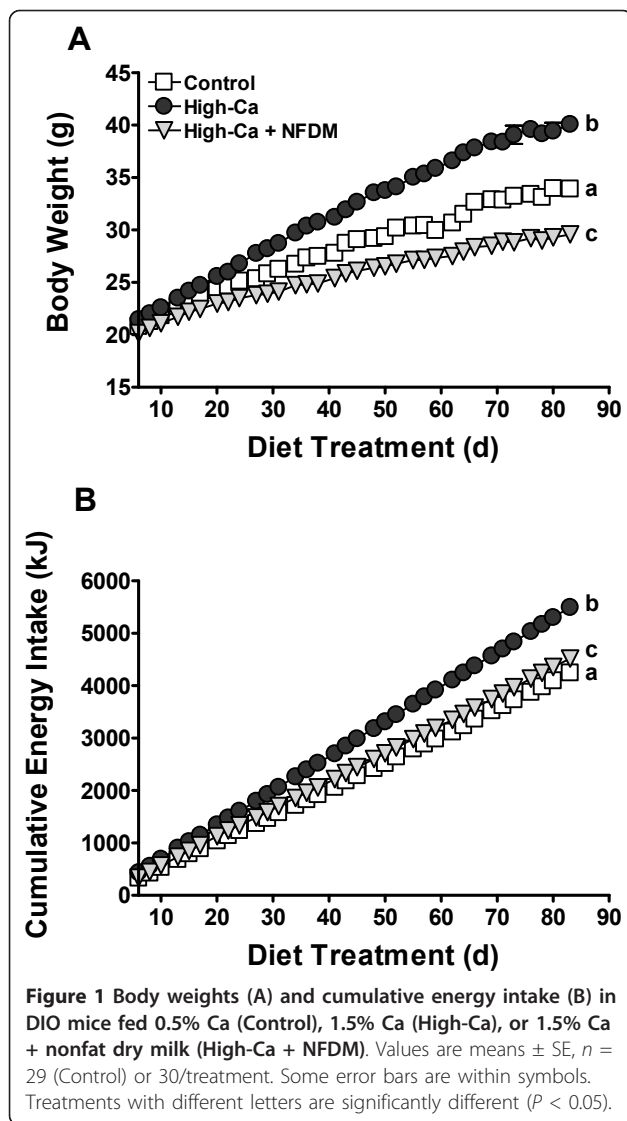 A
Control
High-Ca
High-Ca + NFDM
Body Weight (g)
40
35
30
25
20
15
b
a
c
10 20 30 40 50 60 70 80 90
Diet Treatment (d)
B
Cumulative Energy Intake (kJ)
6000
5000
4000
3000
2000
1000
0
b
c
a
10 20 30 40 50 60 70 80 90
Diet Treatment (d)
Figure 1 Body weights (A) and cumulative energy intake (B) in
DIO mice fed 0.5% Ca (Control), 1.5% Ca (High-Ca), or 1.5% Ca
+ nonfat dry milk (High-Ca + NFDM). Values are means ± SE, n =
29 (Control) or 30/treatment. Some error bars are within symbols.
Treatments with different letters are significantly different (P < 0.05).